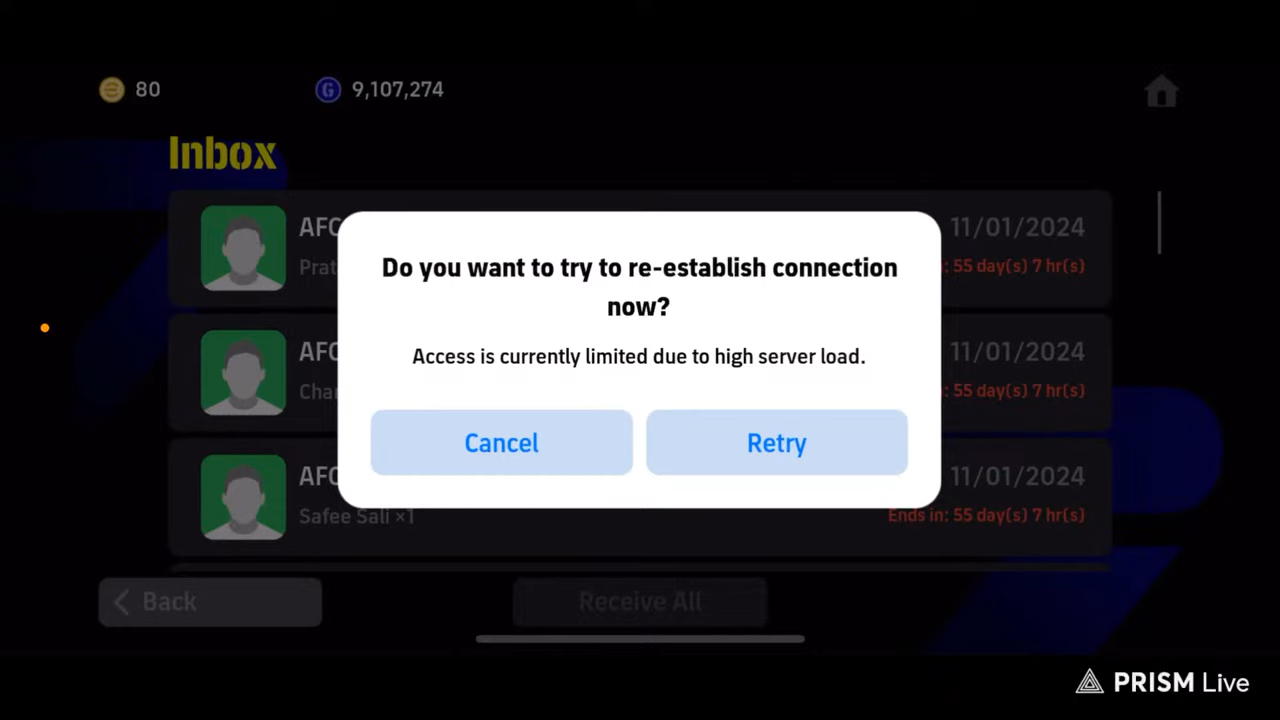 80
9,107,274
Inbox
AFC
11/01/2024
Prat
: 55 day(s) 7 hr(s)
Do you want to try to re-establish connection
now?
Access is currently limited due to high server load.
Cancel
Retry
AFC
11/01/2024
Char
: 55 day(s) 7 hr(s)
AFC
11/01/2024
Safee Sali ×1
Ends in: 55 day(s) 7 hr(s)
Back
Receive All
PRISM Live